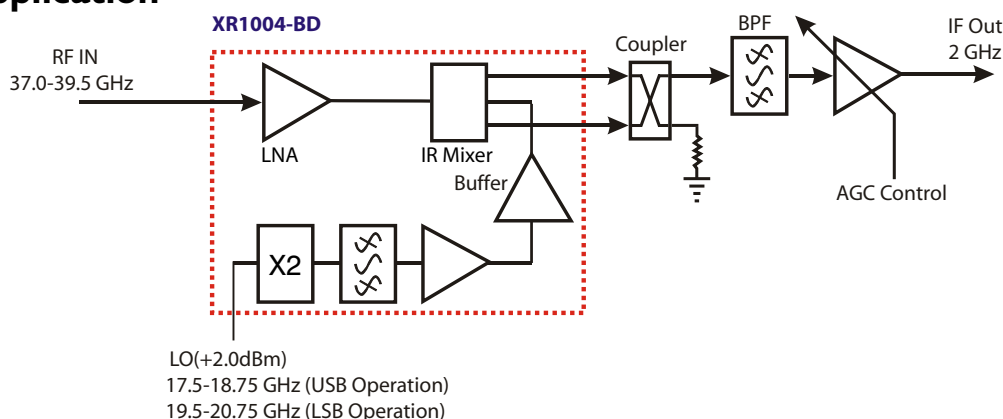 XR1004-BD
BPF
IF Out
2 GHz
Coupler
RF IN
37.0-39.5 GHz
LNA
IR Mixer
Buffer
AGC Control
X2
LO(+2.0dBm)
17.5-18.75 GHz (USB Operation)
19.5-20.75 GHz (LSB Operation)